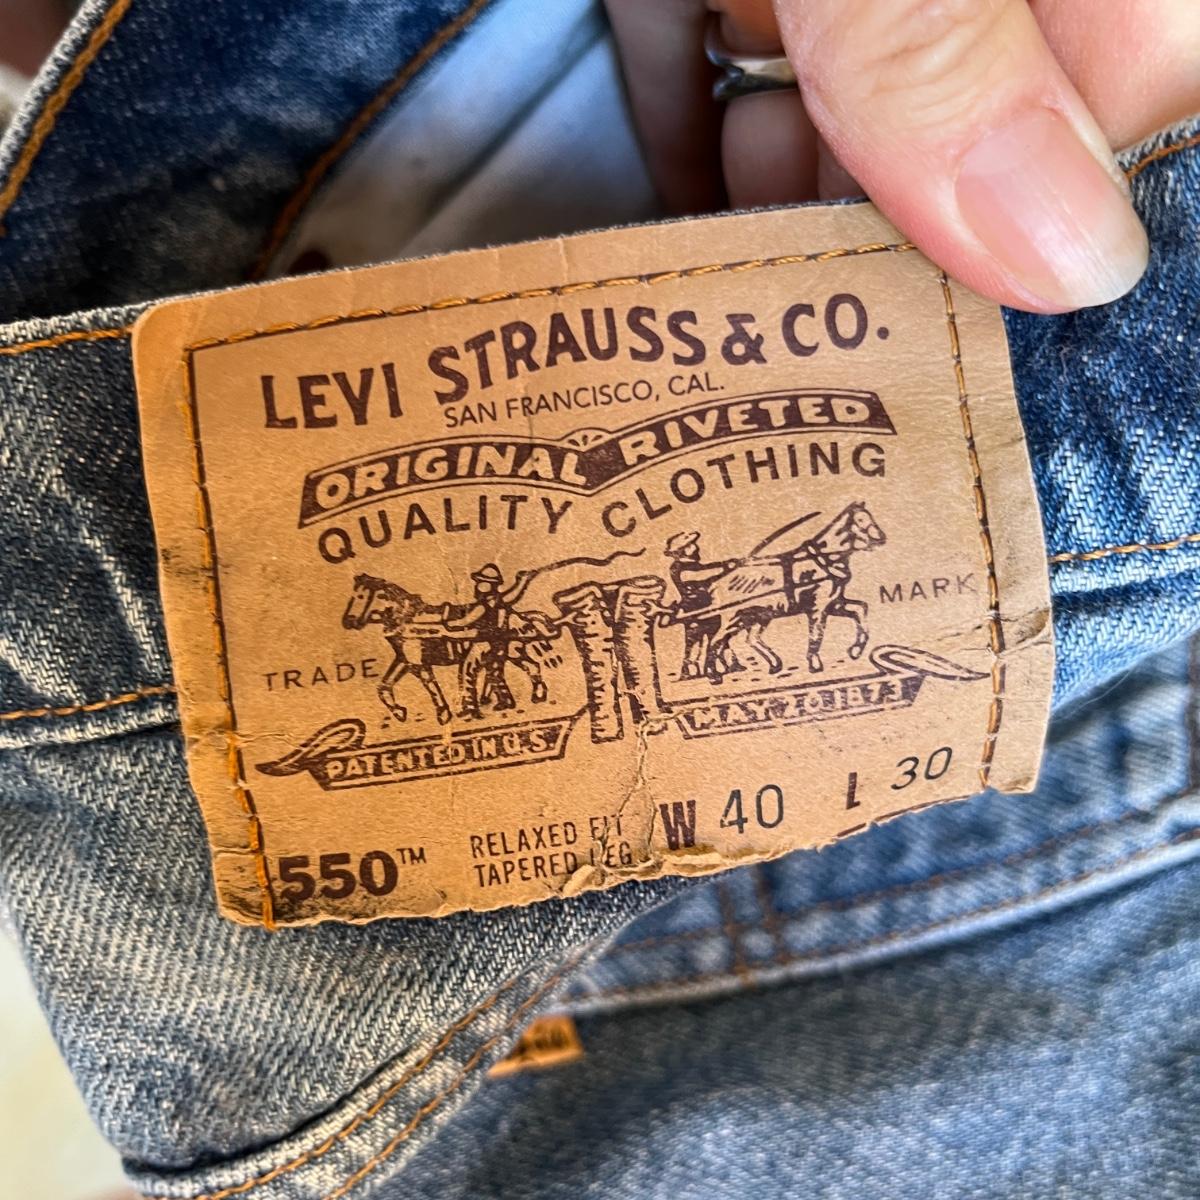 LEVI STRAUSS & CO.
SAN FRANCISCO, CAL.
ORIGINAL RIVETED
QUALITY CLOTHING
TRADE MARK
PATENTED IN U.S. MAY 20 1873
550™ RELAXED FIT W 40 L 30
TAPERED LEG